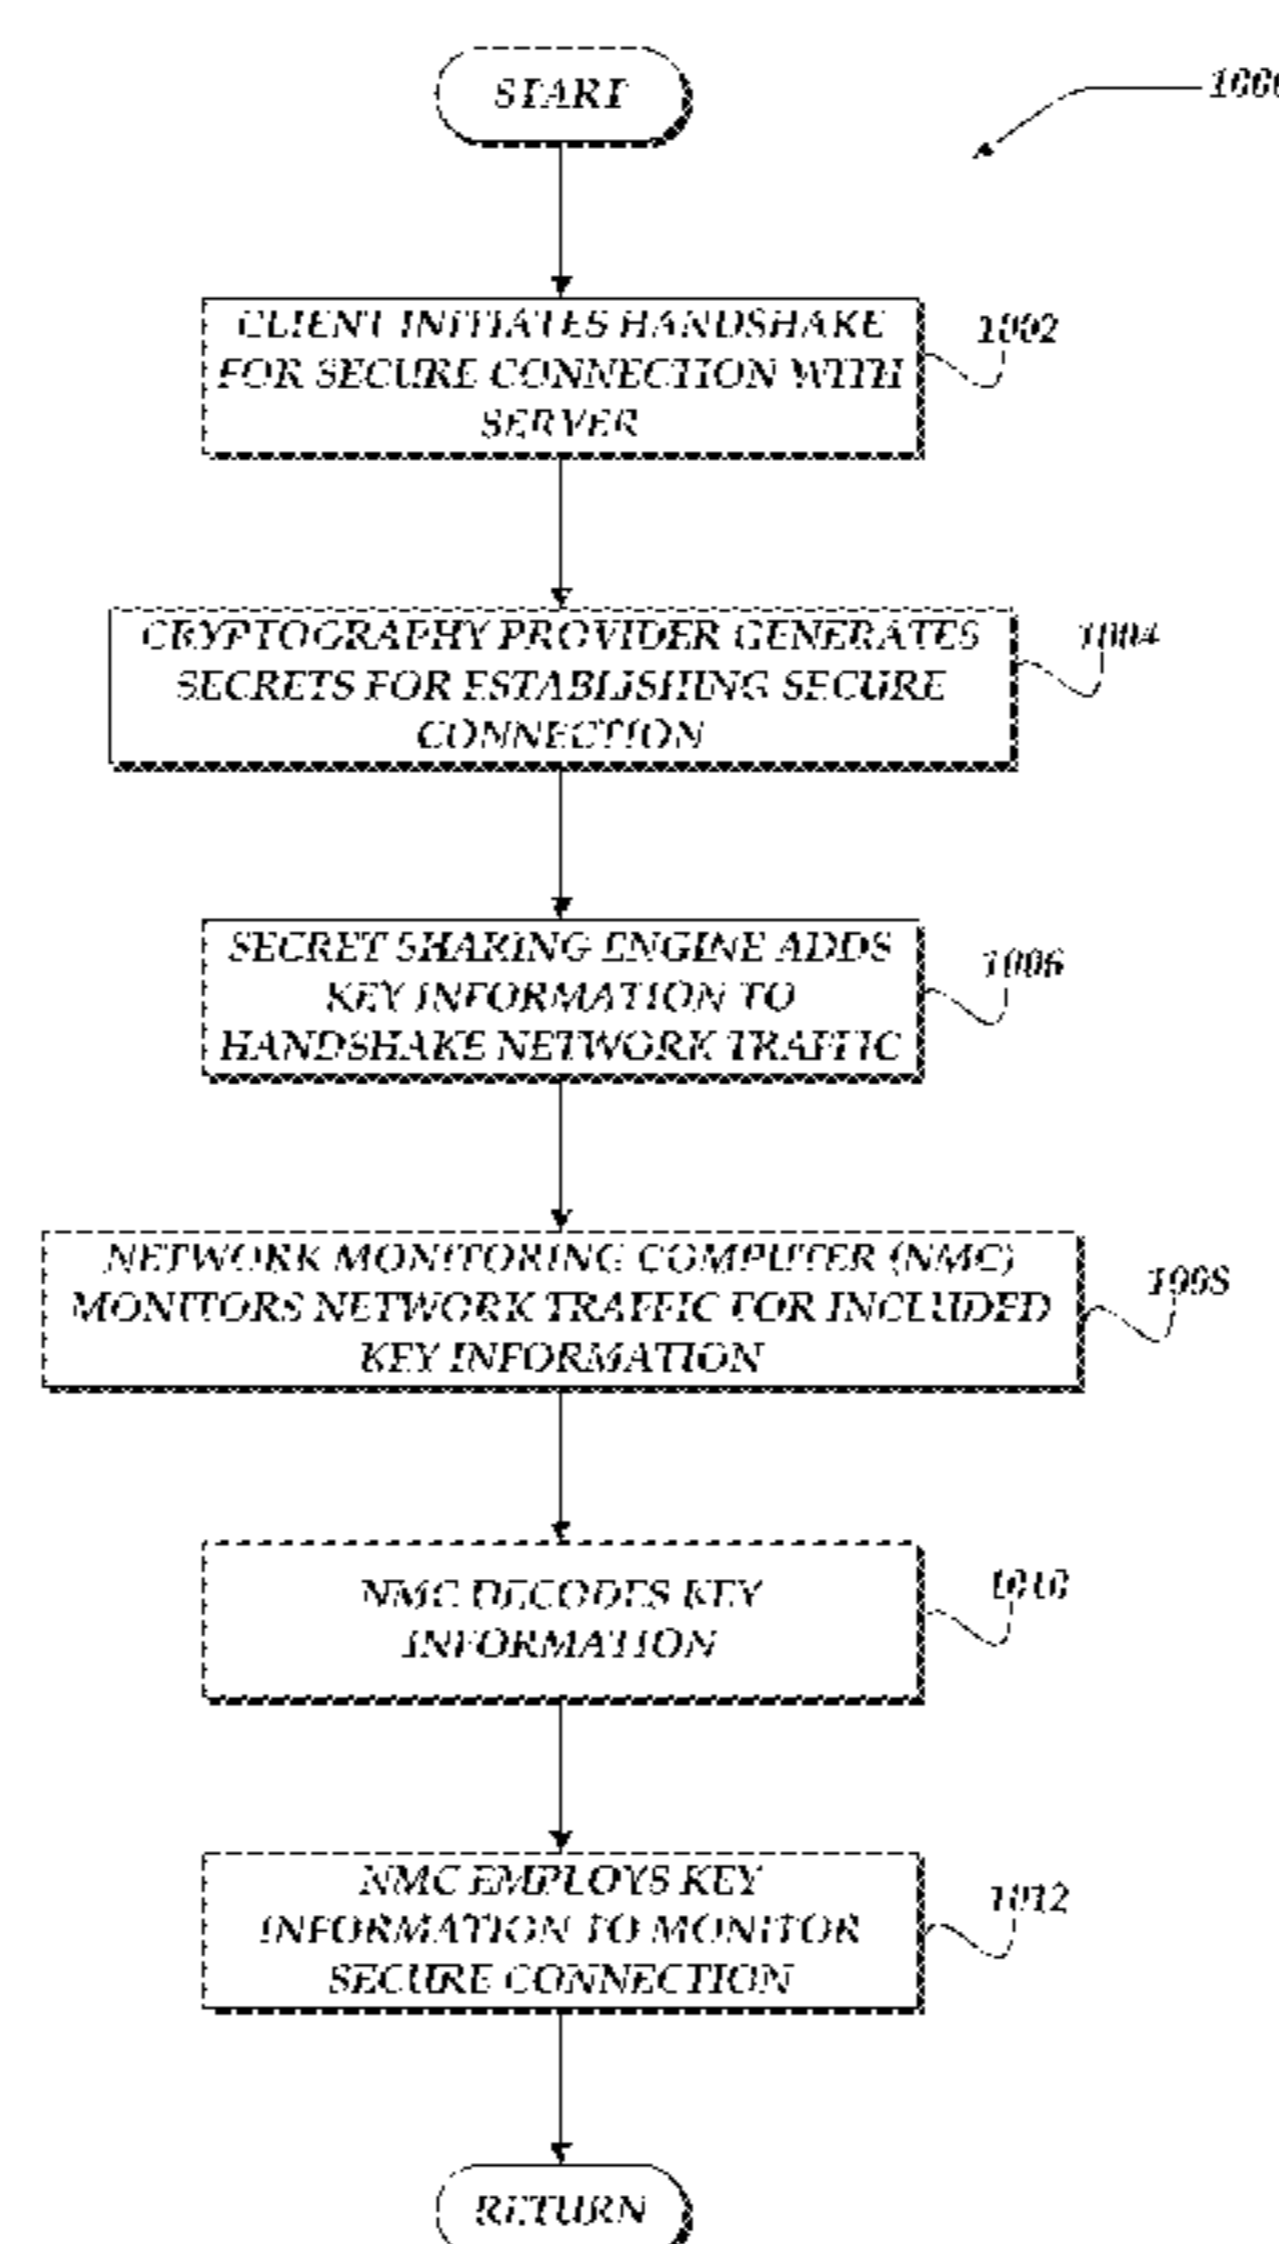 START
1000
CLIENT INITIATES HANDSHAKE
FOR SECURE CONNECTION WITH
SERVER
1002
CRYPTOGRAPHY PROVIDER GENERATES
SECRETS FOR ESTABLISHING SECURE
CONNECTION
1004
SECRET SHARING ENGINE ADDS
KEY INFORMATION TO
HANDSHAKE NETWORK TRAFFIC
1006
NETWORK MONITORING COMPUTER (NMC)
MONITORS NETWORK TRAFFIC FOR INCLUDED
KEY INFORMATION
1008
NMC DECODES KEY
INFORMATION
1010
NMC EMPLOYS KEY
INFORMATION TO MONITOR
SECURE CONNECTION
1012
RETURN